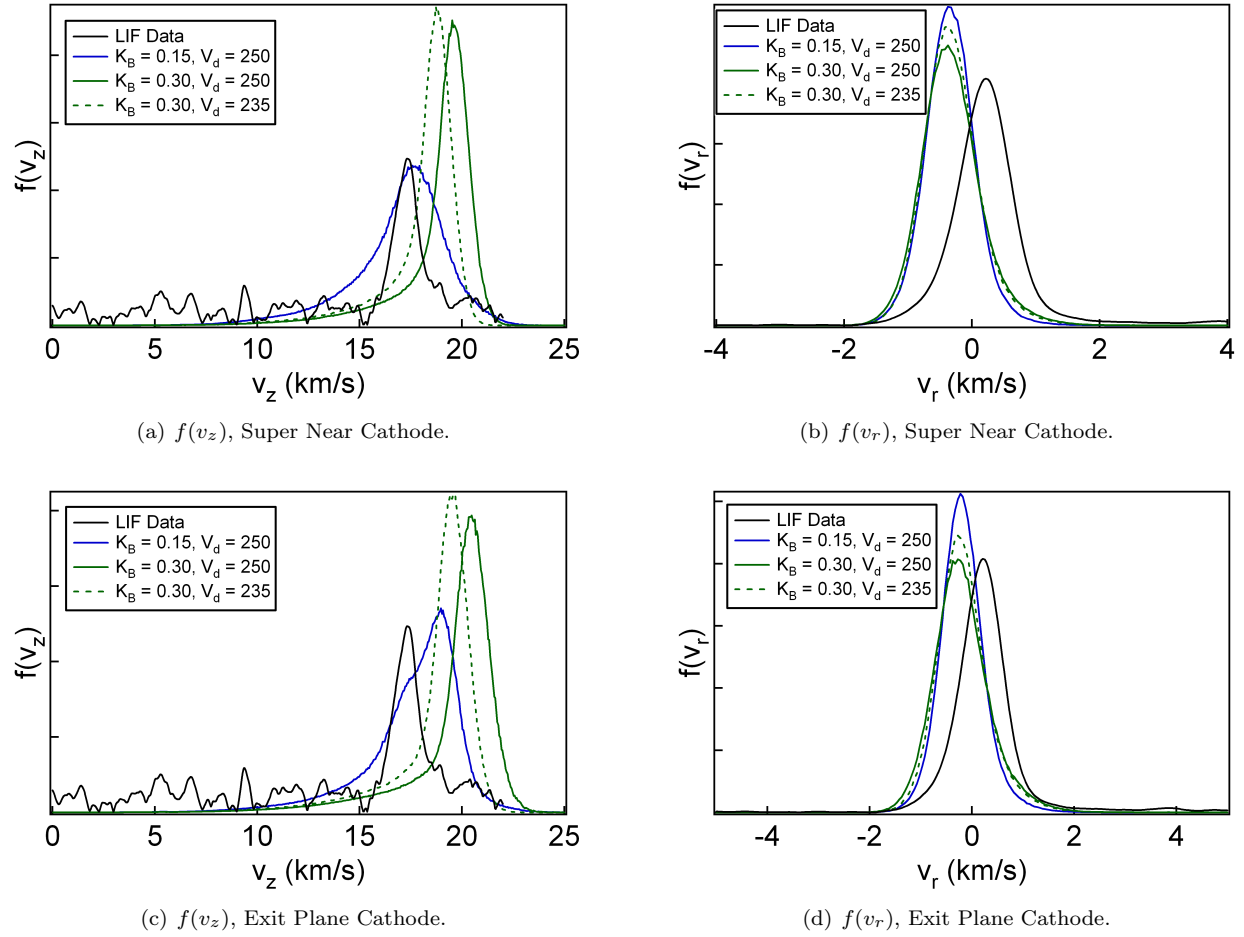 f(v_z)
LIF Data
K_B = 0.15, V_d = 250
K_B = 0.30, V_d = 250
K_B = 0.30, V_d = 235
0 5 10 15 20 25
v_z (km/s)
(a) f(v_z), Super Near Cathode.
f(v_r)
LIF Data
K_B = 0.15, V_d = 250
K_B = 0.30, V_d = 250
K_B = 0.30, V_d = 235
-4 -2 0 2 4
v_r (km/s)
(b) f(v_r), Super Near Cathode.
f(v_z)
LIF Data
K_B = 0.15, V_d = 250
K_B = 0.30, V_d = 250
K_B = 0.30, V_d = 235
0 5 10 15 20 25
v_z (km/s)
(c) f(v_z), Exit Plane Cathode.
f(v_r)
LIF Data
K_B = 0.15, V_d = 250
K_B = 0.30, V_d = 250
K_B = 0.30, V_d = 235
-4 -2 0 2 4
v_r (km/s)
(d) f(v_r), Exit Plane Cathode.